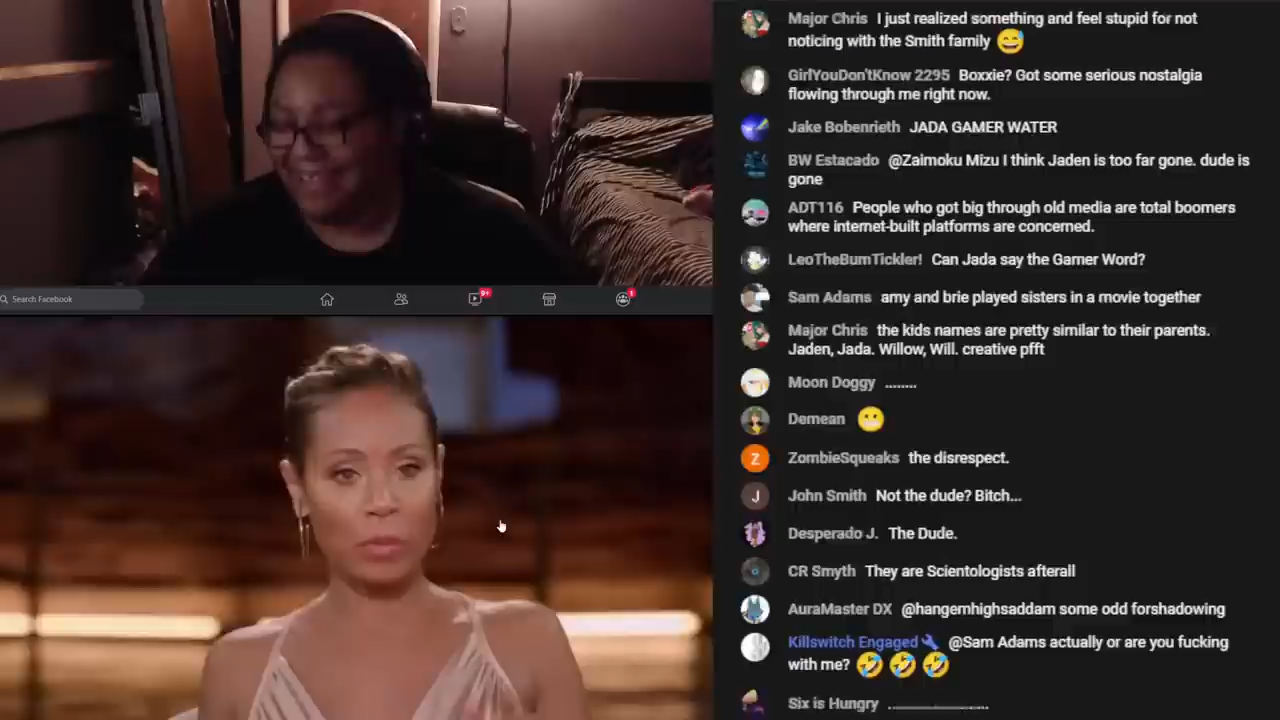 Major Chris I just realized something and feel stupid for not
noticing with the Smith family 😅
GirlYouDon'tKnow 2295 Boxxie? Got some serious nostalgia
flowing through me right now.
Jake Bobenrieth JADA GAMER WATER
BW Estacado @Zaimoku Mizu I think Jaden is too far gone. dude is
gone
ADT116 People who got big through old media are total boomers
where internet-built platforms are concerned.
LeoTheBumTickler! Can Jada say the Gamer Word?
Sam Adams amy and brie played sisters in a movie together
Major Chris the kids names are pretty similar to their parents.
Jaden, Jada. Willow, Will. creative pfft
Moon Doggy ........
Demean 😬
ZombieSqueaks the disrespect.
Z
John Smith Not the dude? Bitch...
J
Desperado J. The Dude.
CR Smyth They are Scientologists afterall
AuraMaster DX @hangemhighsaddam some odd forshadowing
Killswitch Engaged 🔧 @Sam Adams actually or are you fucking
with me? 🤣 🤣 🤣
Six is Hungry ........................
Search Facebook
9+
1